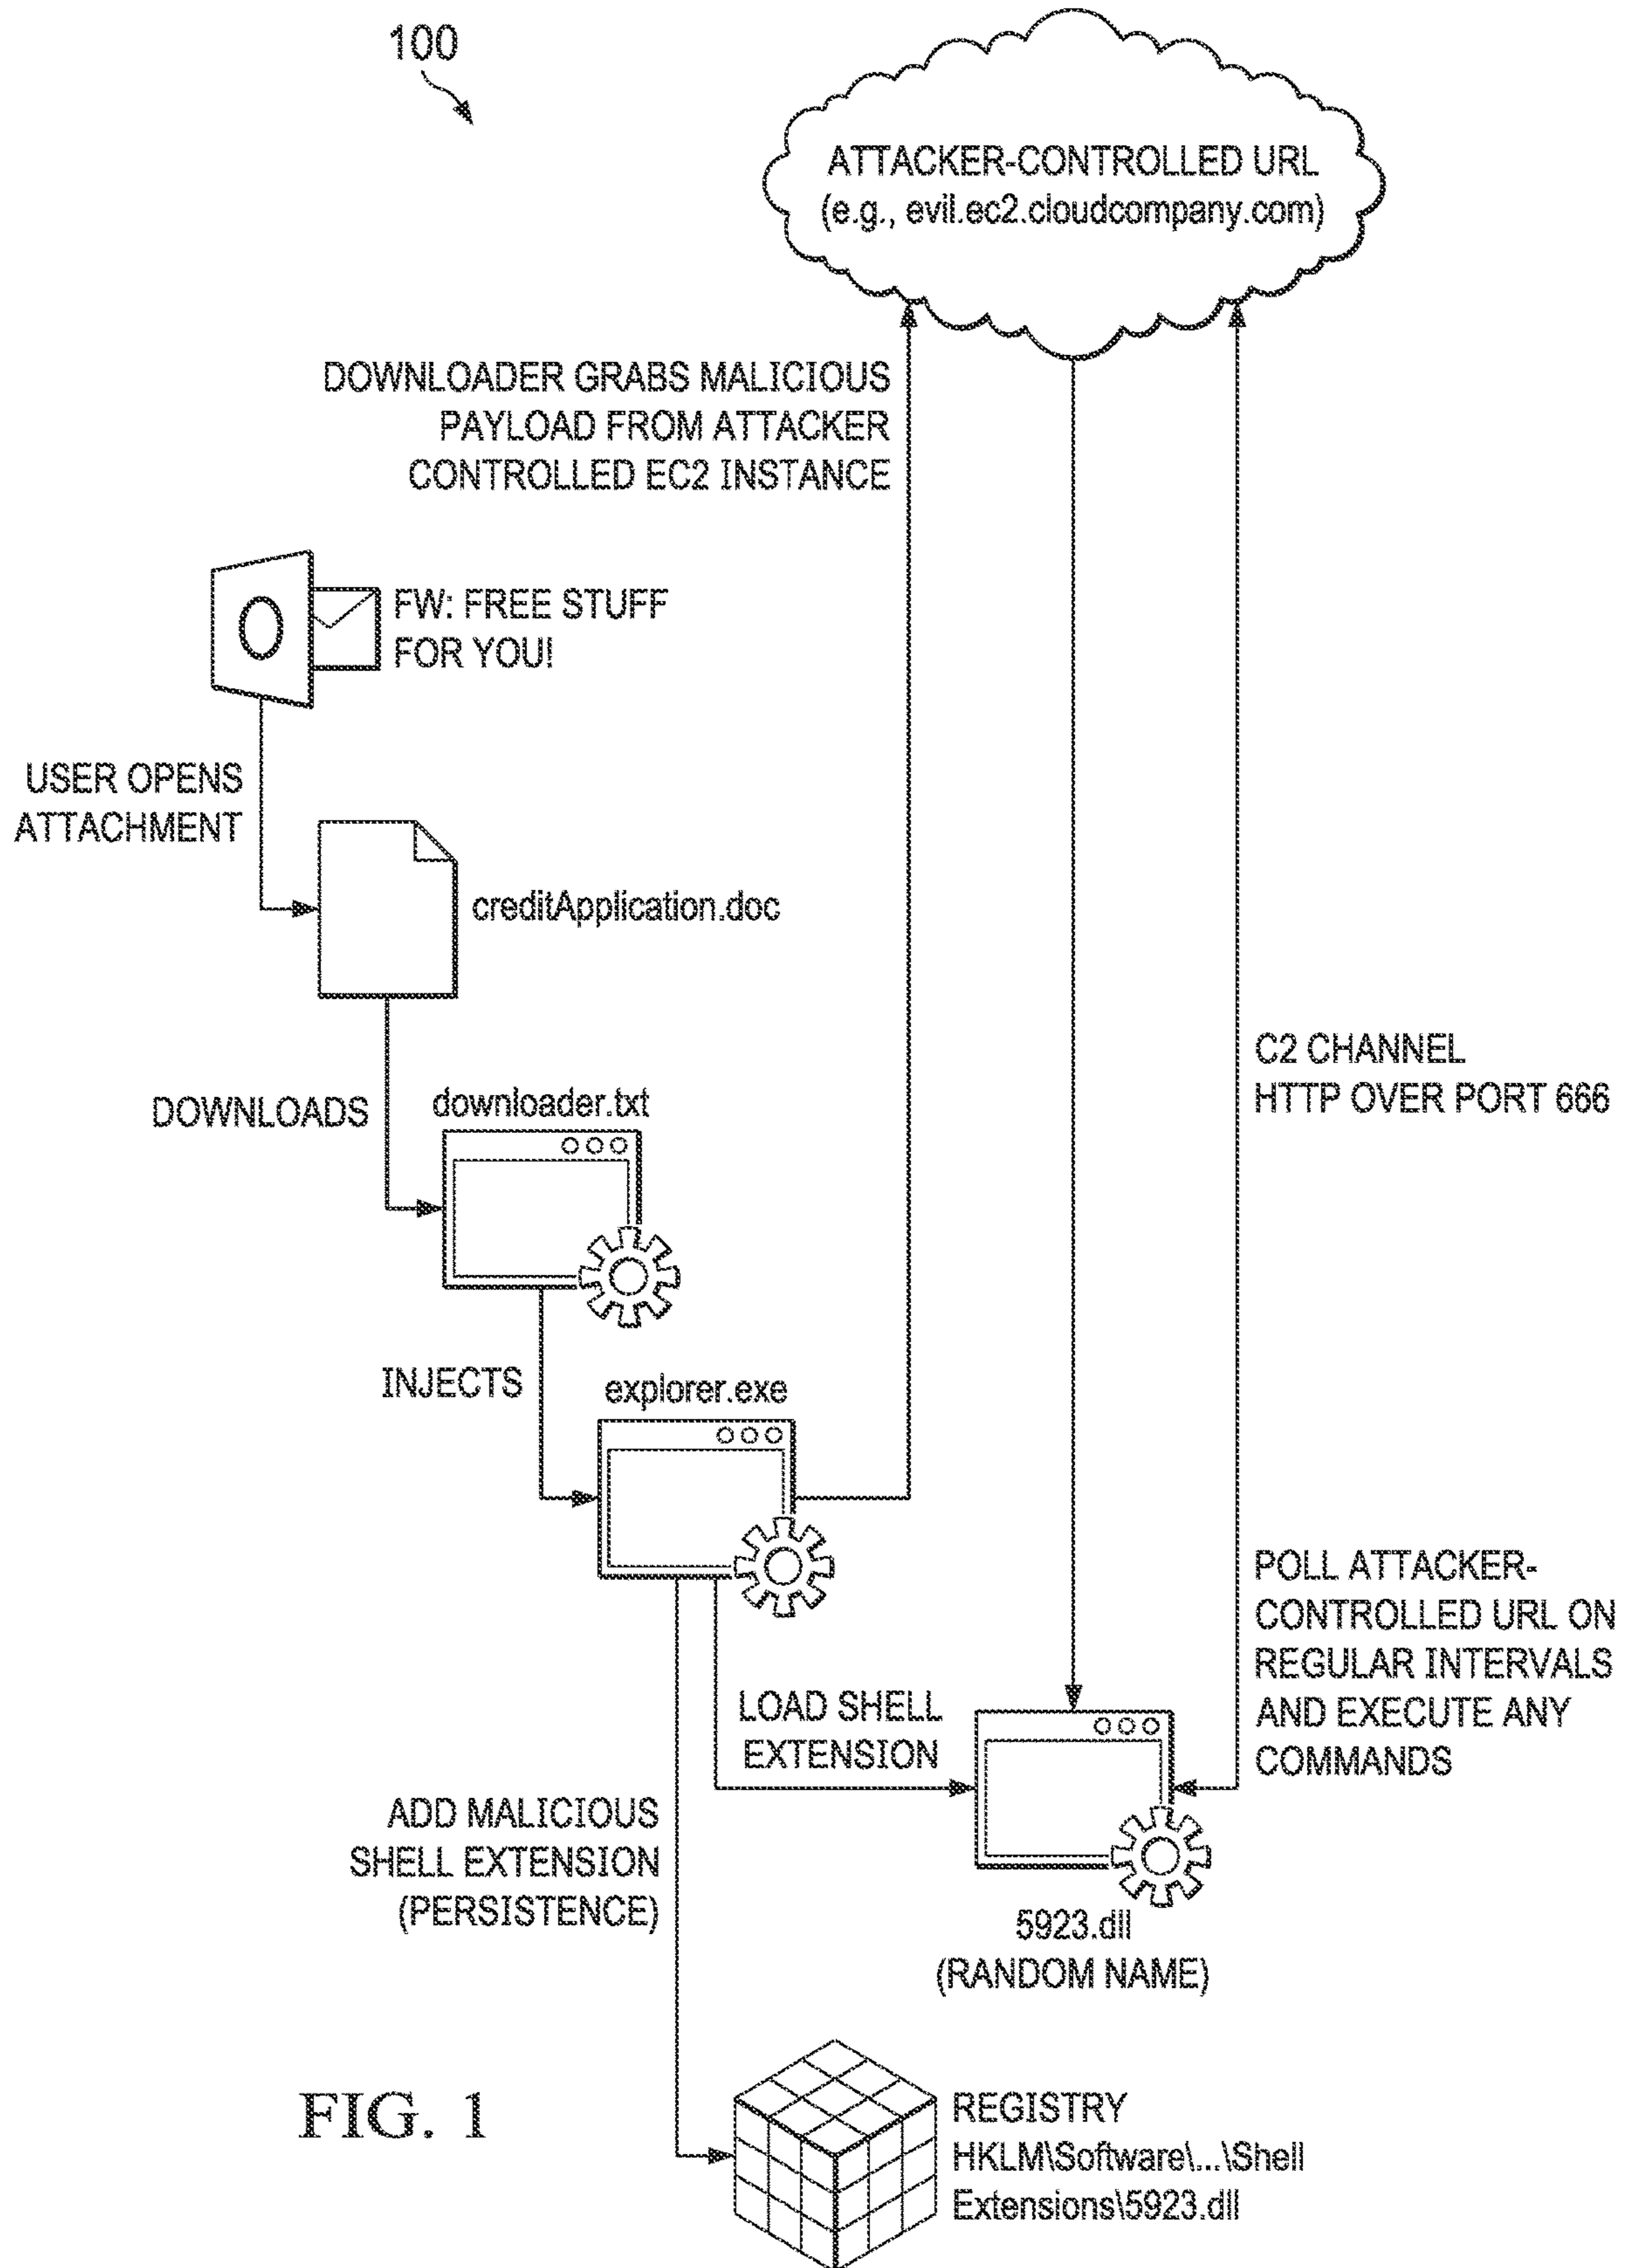 100
ATTACKER-CONTROLLED URL
(e.g., evil.ec2.cloudcompany.com)
DOWNLOADER GRABS MALICIOUS
PAYLOAD FROM ATTACKER
CONTROLLED EC2 INSTANCE
FW: FREE STUFF
FOR YOU!
USER OPENS
ATTACHMENT
creditApplication.doc
C2 CHANNEL
HTTP OVER PORT 666
DOWNLOADS
downloader.txt
INJECTS
explorer.exe
POLL ATTACKER-
CONTROLLED URL ON
REGULAR INTERVALS
AND EXECUTE ANY
COMMANDS
LOAD SHELL
EXTENSION
ADD MALICIOUS
SHELL EXTENSION
(PERSISTENCE)
5923.dll
(RANDOM NAME)
REGISTRY
HKLM\Software\...\Shell
Extensions\5923.dll
FIG. 1